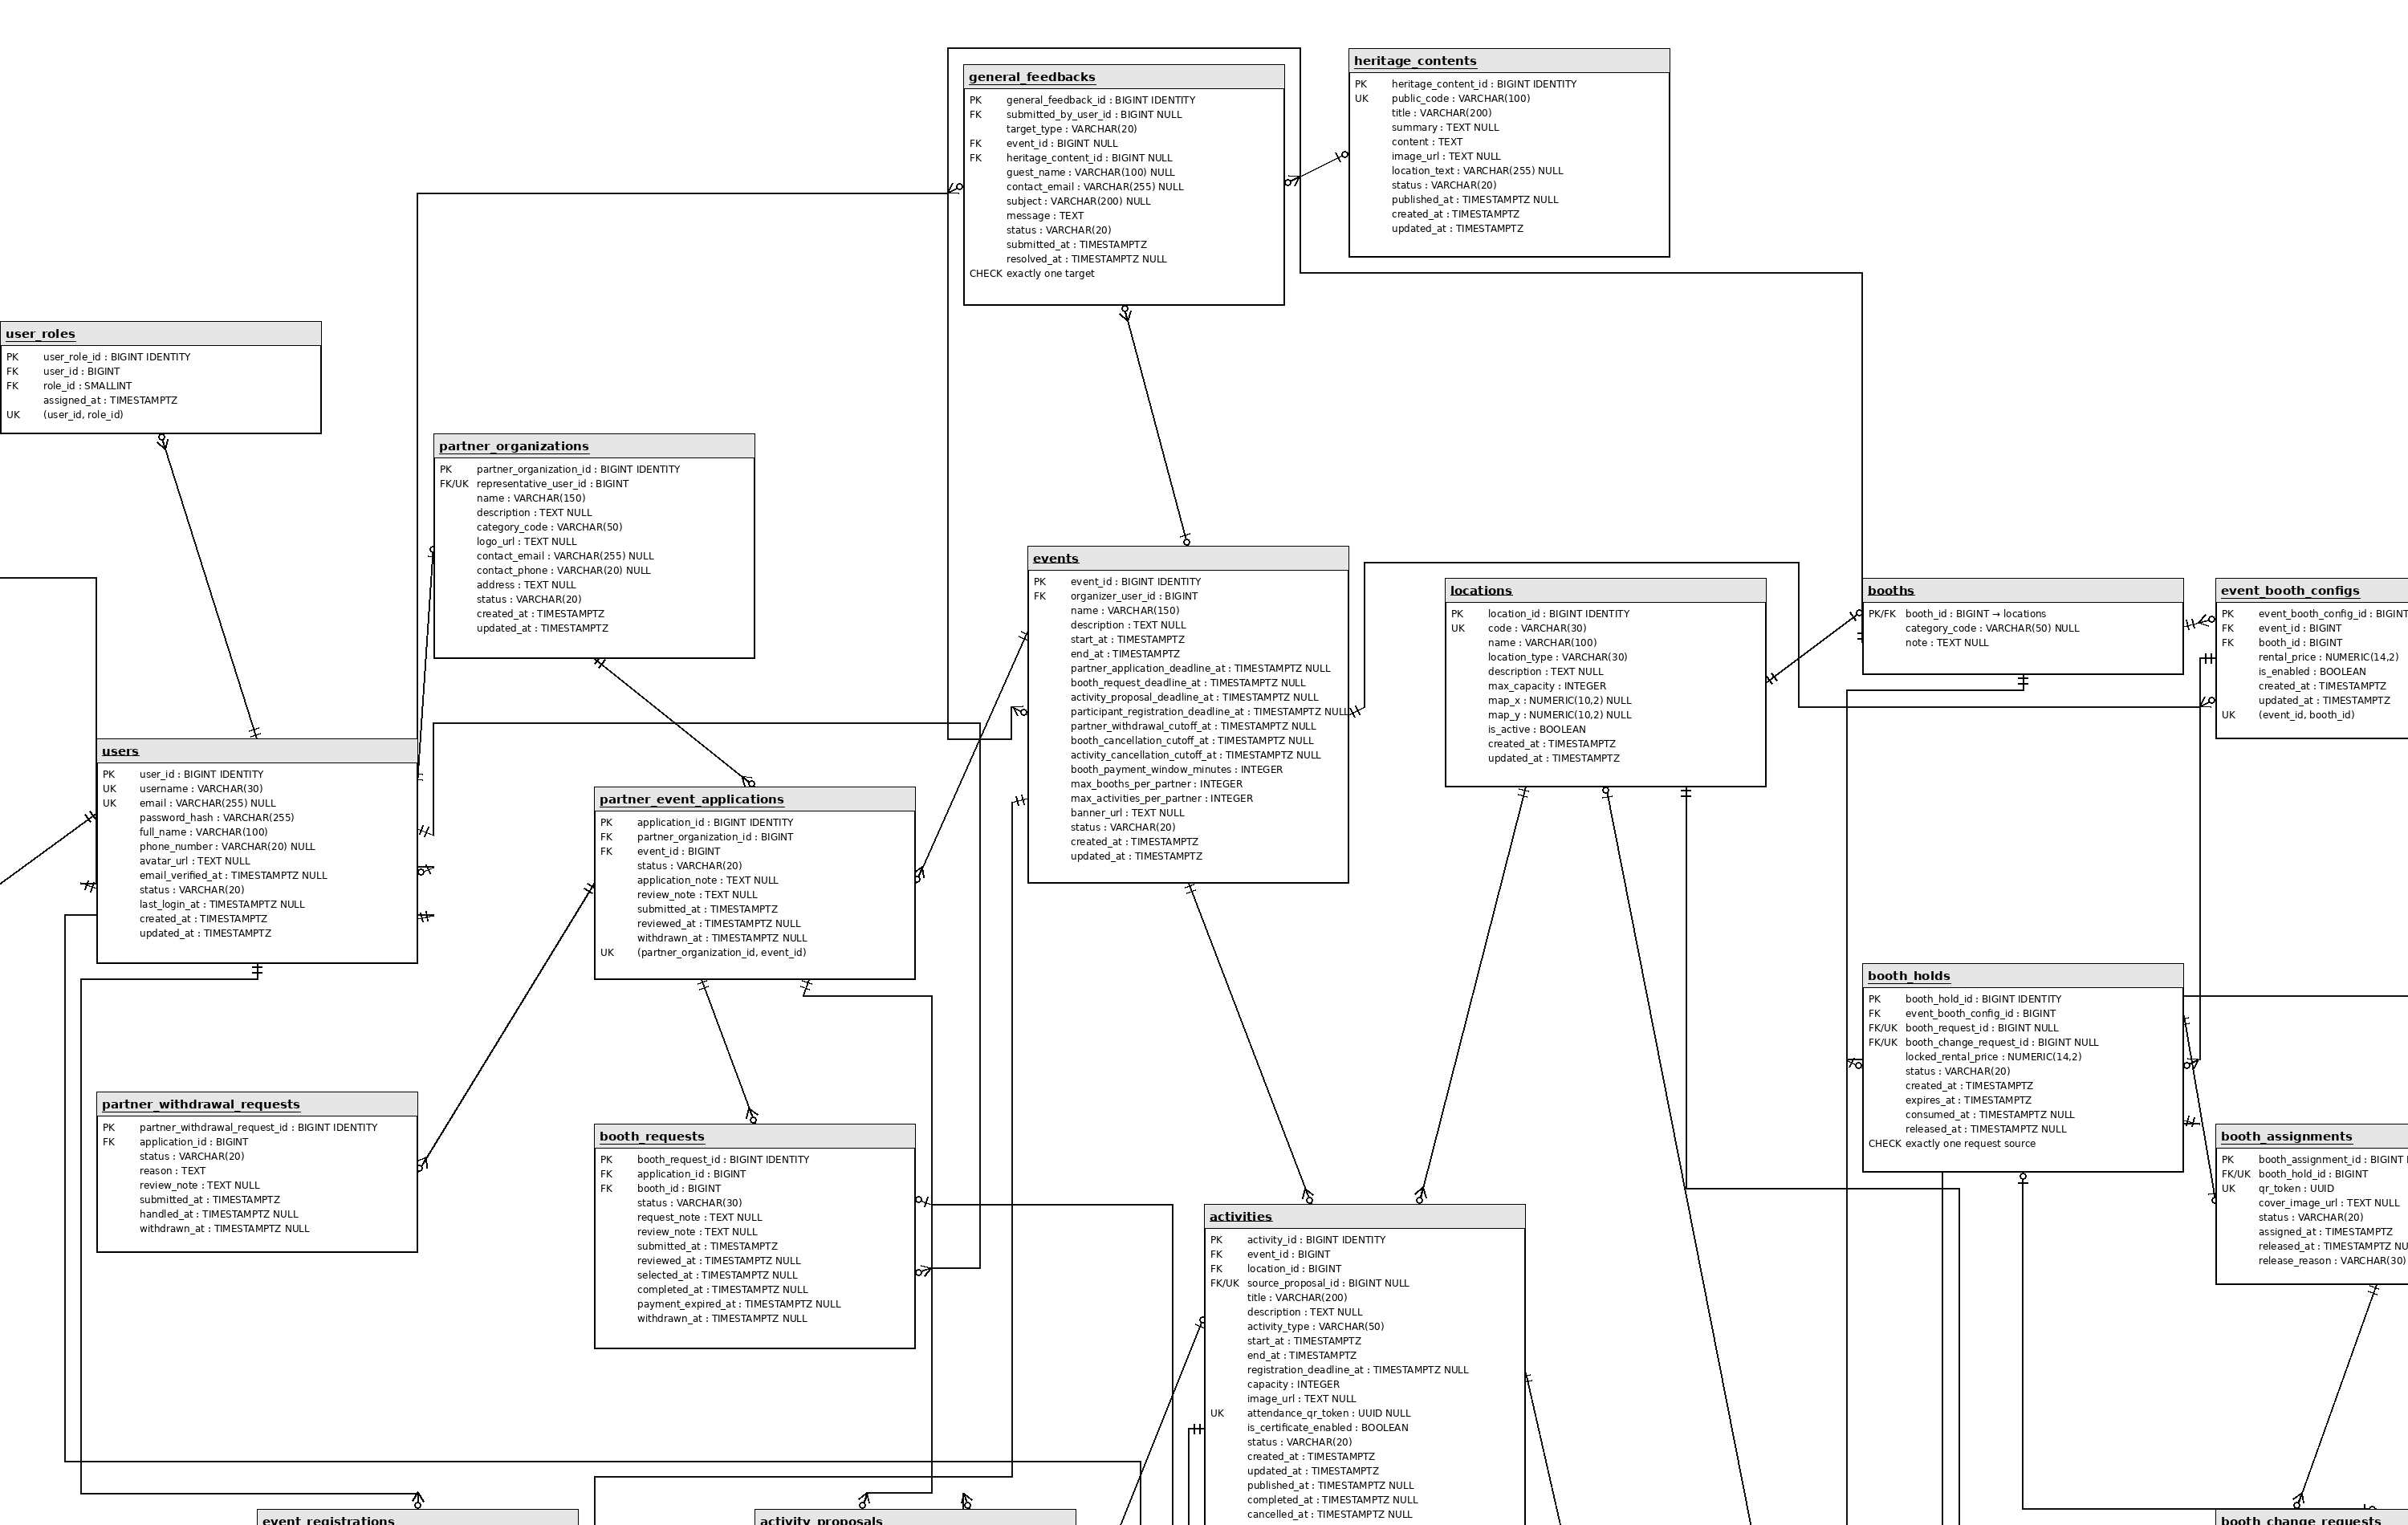 general_feedbacks
PK general_feedback_id : BIGINT IDENTITY
FK submitted_by_user_id : BIGINT NULL
target_type : VARCHAR(20)
FK event_id : BIGINT NULL
FK heritage_content_id : BIGINT NULL
guest_name : VARCHAR(100) NULL
contact_email : VARCHAR(255) NULL
subject : VARCHAR(200) NULL
message : TEXT
status : VARCHAR(20)
submitted_at : TIMESTAMPTZ
resolved_at : TIMESTAMPTZ NULL
CHECK exactly one target
heritage_contents
PK heritage_content_id : BIGINT IDENTITY
UK public_code : VARCHAR(100)
title : VARCHAR(200)
summary : TEXT NULL
content : TEXT
image_url : TEXT NULL
location_text : VARCHAR(255) NULL
status : VARCHAR(20)
published_at : TIMESTAMPTZ NULL
created_at : TIMESTAMPTZ
updated_at : TIMESTAMPTZ
user_roles
PK user_role_id : BIGINT IDENTITY
FK user_id : BIGINT
FK role_id : SMALLINT
assigned_at : TIMESTAMPTZ
UK (user_id, role_id)
partner_organizations
PK partner_organization_id : BIGINT IDENTITY
FK/UK representative_user_id : BIGINT
name : VARCHAR(150)
description : TEXT NULL
category_code : VARCHAR(50)
logo_url : TEXT NULL
contact_email : VARCHAR(255) NULL
contact_phone : VARCHAR(20) NULL
address : TEXT NULL
status : VARCHAR(20)
created_at : TIMESTAMPTZ
updated_at : TIMESTAMPTZ
events
PK event_id : BIGINT IDENTITY
FK organizer_user_id : BIGINT
name : VARCHAR(150)
description : TEXT NULL
start_at : TIMESTAMPTZ
end_at : TIMESTAMPTZ
partner_application_deadline_at : TIMESTAMPTZ NULL
booth_request_deadline_at : TIMESTAMPTZ NULL
activity_proposal_deadline_at : TIMESTAMPTZ NULL
participant_registration_deadline_at : TIMESTAMPTZ NULL
partner_withdrawal_cutoff_at : TIMESTAMPTZ NULL
booth_cancellation_cutoff_at : TIMESTAMPTZ NULL
activity_cancellation_cutoff_at : TIMESTAMPTZ NULL
booth_payment_window_minutes : INTEGER
max_booths_per_partner : INTEGER
max_activities_per_partner : INTEGER
banner_url : TEXT NULL
status : VARCHAR(20)
created_at : TIMESTAMPTZ
updated_at : TIMESTAMPTZ
locations
PK location_id : BIGINT IDENTITY
UK code : VARCHAR(30)
name : VARCHAR(100)
location_type : VARCHAR(30)
description : TEXT NULL
max_capacity : INTEGER
map_x : NUMERIC(10,2) NULL
map_y : NUMERIC(10,2) NULL
is_active : BOOLEAN
created_at : TIMESTAMPTZ
updated_at : TIMESTAMPTZ
booths
PK/FK booth_id : BIGINT → locations
category_code : VARCHAR(50) NULL
note : TEXT NULL
event_booth_configs
PK event_booth_config_id : BIGINT
FK event_id : BIGINT
FK booth_id : BIGINT
rental_price : NUMERIC(14,2)
is_enabled : BOOLEAN
created_at : TIMESTAMPTZ
updated_at : TIMESTAMPTZ
UK (event_id, booth_id)
users
PK user_id : BIGINT IDENTITY
UK username : VARCHAR(30)
UK email : VARCHAR(255) NULL
password_hash : VARCHAR(255)
full_name : VARCHAR(100)
phone_number : VARCHAR(20) NULL
avatar_url : TEXT NULL
email_verified_at : TIMESTAMPTZ NULL
status : VARCHAR(20)
last_login_at : TIMESTAMPTZ NULL
created_at : TIMESTAMPTZ
updated_at : TIMESTAMPTZ
partner_event_applications
PK application_id : BIGINT IDENTITY
FK partner_organization_id : BIGINT
FK event_id : BIGINT
status : VARCHAR(20)
application_note : TEXT NULL
review_note : TEXT NULL
submitted_at : TIMESTAMPTZ
reviewed_at : TIMESTAMPTZ NULL
withdrawn_at : TIMESTAMPTZ NULL
UK (partner_organization_id, event_id)
booth_holds
PK booth_hold_id : BIGINT IDENTITY
FK event_booth_config_id : BIGINT
FK/UK booth_request_id : BIGINT NULL
FK/UK booth_change_request_id : BIGINT NULL
locked_rental_price : NUMERIC(14,2)
status : VARCHAR(20)
created_at : TIMESTAMPTZ
expires_at : TIMESTAMPTZ
consumed_at : TIMESTAMPTZ NULL
released_at : TIMESTAMPTZ NULL
CHECK exactly one request source
partner_withdrawal_requests
PK partner_withdrawal_request_id : BIGINT IDENTITY
FK application_id : BIGINT
status : VARCHAR(20)
reason : TEXT
review_note : TEXT NULL
submitted_at : TIMESTAMPTZ
handled_at : TIMESTAMPTZ NULL
withdrawn_at : TIMESTAMPTZ NULL
booth_requests
PK booth_request_id : BIGINT IDENTITY
FK application_id : BIGINT
FK booth_id : BIGINT
status : VARCHAR(30)
request_note : TEXT NULL
review_note : TEXT NULL
submitted_at : TIMESTAMPTZ
reviewed_at : TIMESTAMPTZ NULL
selected_at : TIMESTAMPTZ NULL
completed_at : TIMESTAMPTZ NULL
payment_expired_at : TIMESTAMPTZ NULL
withdrawn_at : TIMESTAMPTZ NULL
booth_assignments
PK booth_assignment_id : BIGINT
FK/UK booth_hold_id : BIGINT
UK qr_token : UUID
cover_image_url : TEXT NULL
status : VARCHAR(20)
assigned_at : TIMESTAMPTZ
released_at : TIMESTAMPTZ NU
release_reason : VARCHAR(30)
activities
PK activity_id : BIGINT IDENTITY
FK event_id : BIGINT
FK location_id : BIGINT
FK/UK source_proposal_id : BIGINT NULL
title : VARCHAR(200)
description : TEXT NULL
activity_type : VARCHAR(50)
start_at : TIMESTAMPTZ
end_at : TIMESTAMPTZ
registration_deadline_at : TIMESTAMPTZ NULL
capacity : INTEGER
image_url : TEXT NULL
UK attendance_qr_token : UUID NULL
is_certificate_enabled : BOOLEAN
status : VARCHAR(20)
created_at : TIMESTAMPTZ
updated_at : TIMESTAMPTZ
published_at : TIMESTAMPTZ NULL
completed_at : TIMESTAMPTZ NULL
cancelled_at : TIMESTAMPTZ NULL
event_registrations
activity_proposals
booth_change_requests